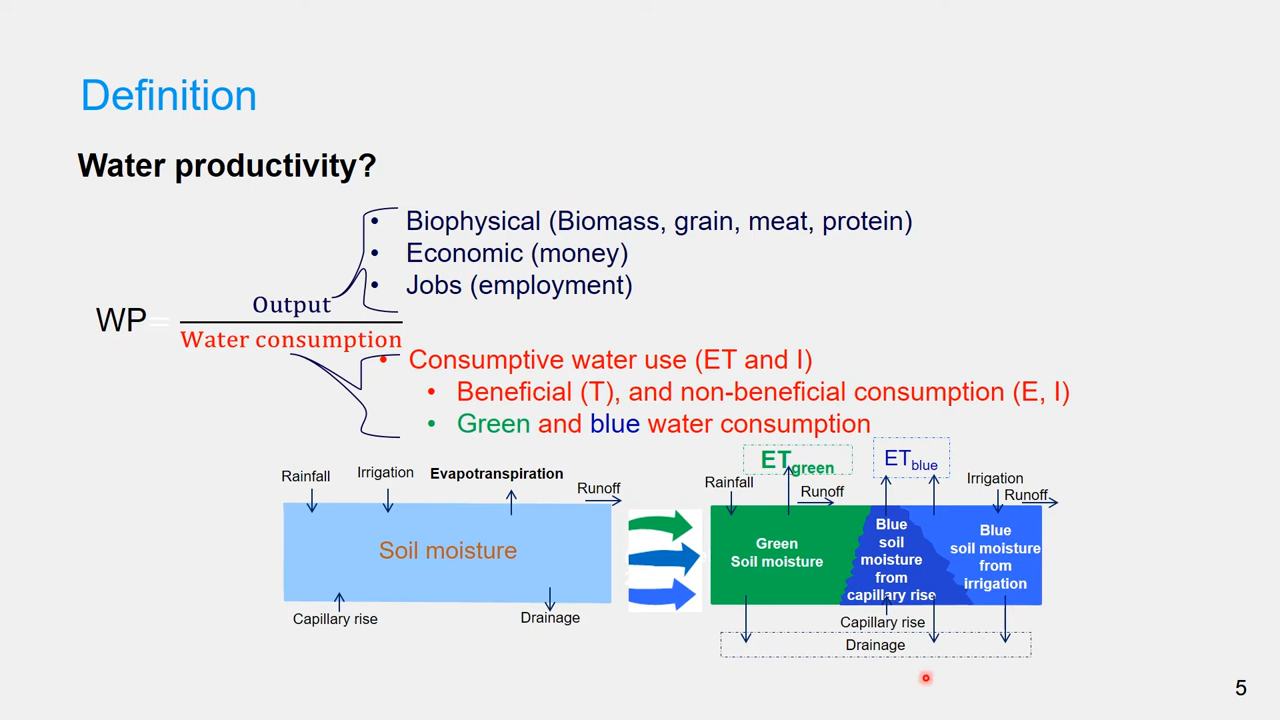 Definition
Water productivity?
• Biophysical (Biomass, grain, meat, protein)
• Economic (money)
• Jobs (employment)
WP=
Output
Water consumption
• Consumptive water use (ET and I)
• Beneficial (T), and non-beneficial consumption (E, I)
• Green and blue water consumption
Rainfall
Irrigation
Evapotranspiration
Runoff
Soil moisture
Capillary rise
Drainage
ETgreen
ETblue
Rainfall
Runoff
Irrigation
Runoff
Green
Soil moisture
Blue
soil
moisture
from
capillary rise
Blue
soil moisture
from
irrigation
Capillary rise
Drainage
5